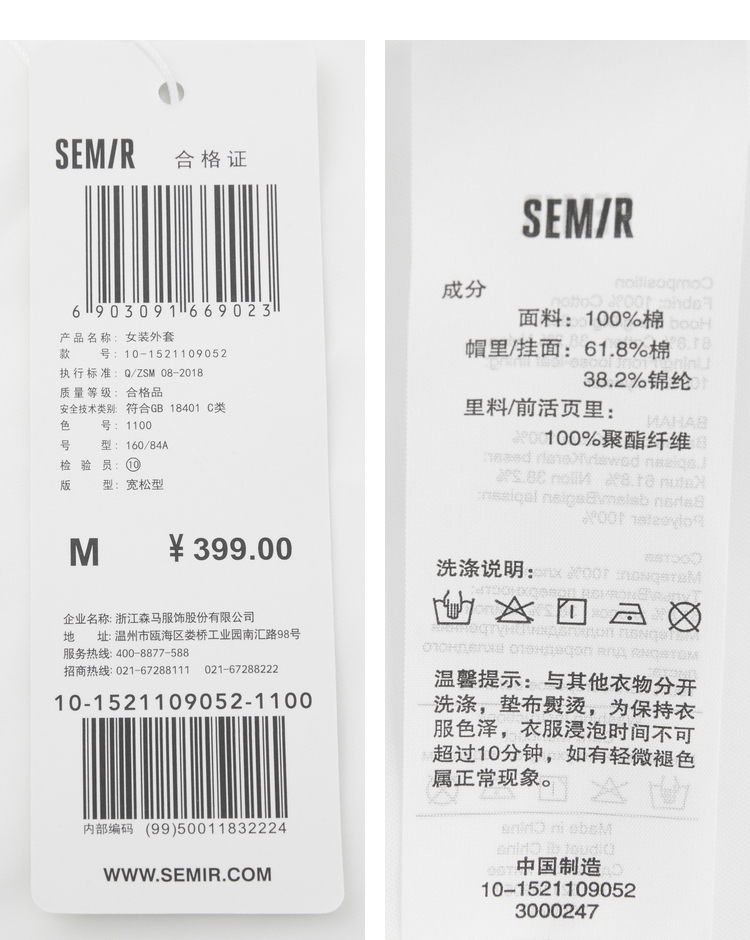 SEMIR 合格证
6 903091 669023
产品名称: 女装外套
款 号: 10-1521109052
执行标准: Q/ZSM 08-2018
质量等级: 合格品
安全技术类别: 符合GB 18401 C类
色 号: 1100
号 型: 160/84A
检 验 员: ⑩
版 型: 宽松型
M ¥ 399.00
企业名称: 浙江森马服饰股份有限公司
地 址: 温州市瓯海区娄桥工业园南汇路98号
服务热线: 400-8877-588
招商热线: 021-67288111 021-67288222
10-1521109052-1100
内部编码 (99)50011832224
WWW.SEMIR.COM
SEMIR
成分
面料: 100%棉
帽里/挂面: 61.8%棉
38.2%锦纶
里料/前活页里:
100%聚酯纤维
洗涤说明:
温馨提示: 与其他衣物分开
洗涤, 垫布熨烫, 为保持衣
服色泽, 衣服浸泡时间不可
超过10分钟, 如有轻微褪色
属正常现象。
中国制造
10-1521109052
3000247